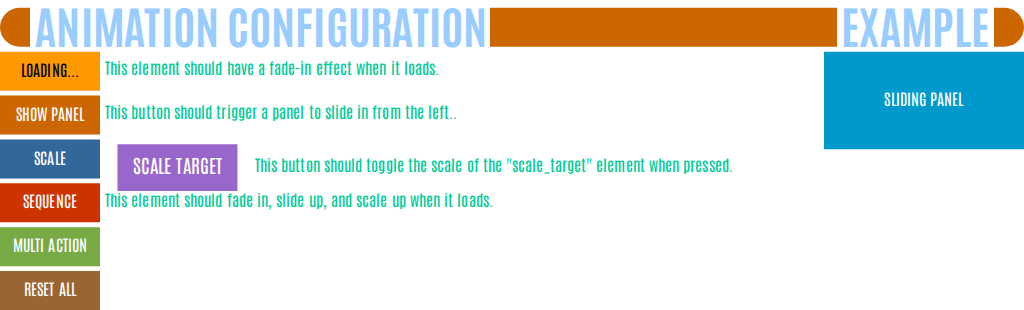 ANIMATION CONFIGURATION EXAMPLE
LOADING... This element should have a fade-in effect when it loads.
SLIDING PANEL
SHOW PANEL This button should trigger a panel to slide in from the left..
SCALE SCALE TARGET This button should toggle the scale of the "scale_target" element when pressed.
SEQUENCE This element should fade in, slide up, and scale up when it loads.
MULTI ACTION
RESET ALL